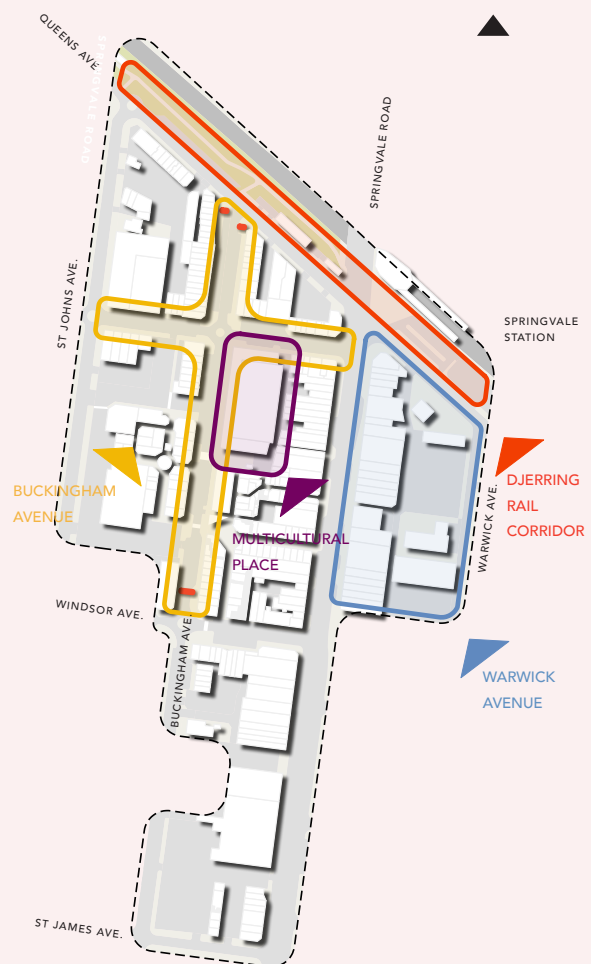 QUEENS AVE.
SPRINGVALE ROAD
SPRINGVALE ROAD
ST JOHNS AVE.
SPRINGVALE
STATION
BUCKINGHAM
AVENUE
DJERRING
RAIL
CORRIDOR
WARWICK AVE.
MULTICULTURAL
PLACE
WINDSOR AVE.
BUCKINGHAM AVE.
WARWICK
AVENUE
ST JAMES AVE.